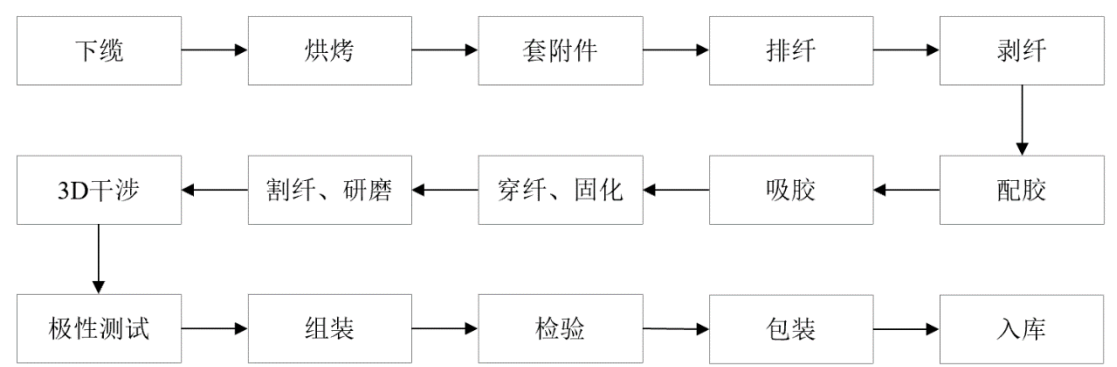 下缆
烘烤
套附件
排纤
剥纤
3D干涉
割纤、研磨
穿纤、固化
吸胶
配胶
极性测试
组装
检验
包装
入库